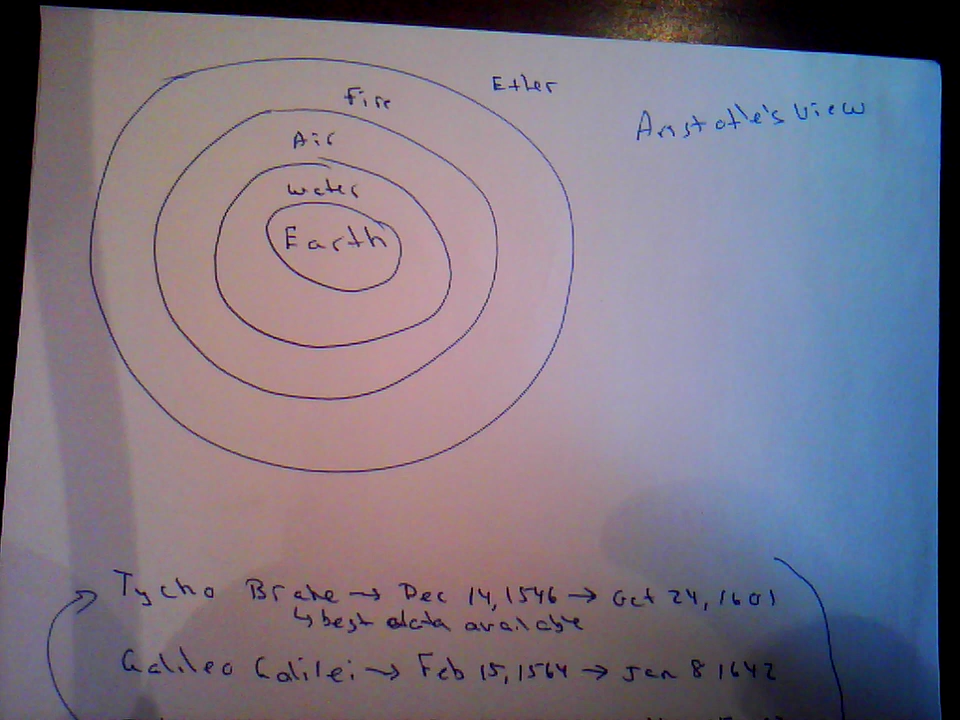 Ether
Fire
Aristotle's View
Air
water
Earth
Tycho Brahe → Dec 14, 1546 → Oct 24, 1601
↳ best data available
Galileo Galilei → Feb 15, 1564 → Jan 8 1642